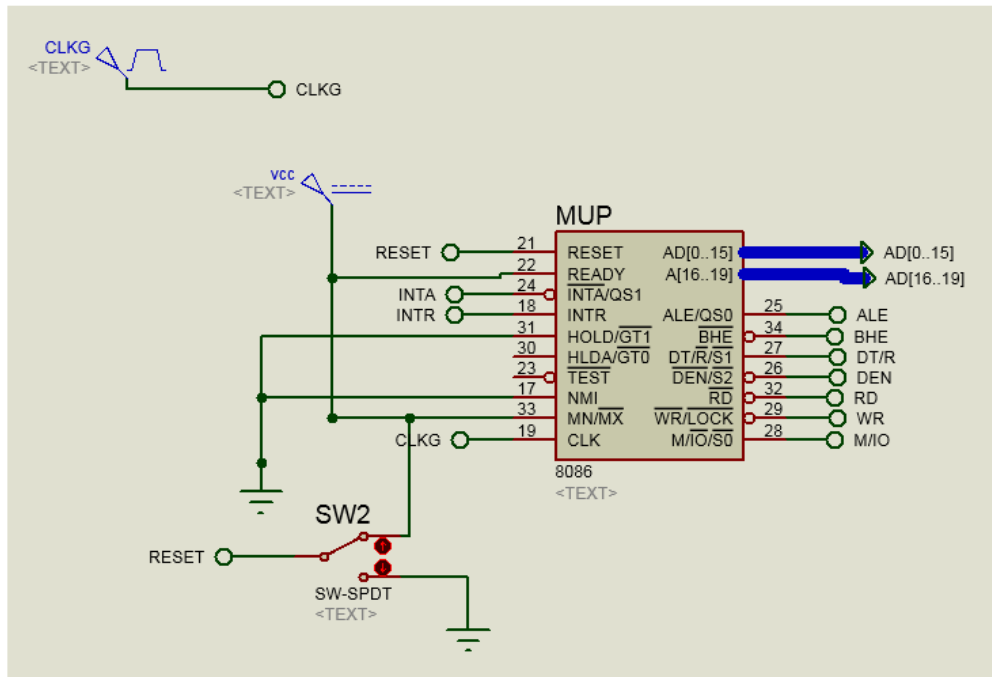 CLKG
<TEXT>
CLKG
vcc
<TEXT>
MUP
RESET
21
RESET
AD[0..15]
AD[0..15]
22
READY
A[16..19]
AD[16..19]
INTA
24
INTA/QS1
INTR
18
INTR
ALE/QS0
25
ALE
31
HOLD/GT1
BHE
34
BHE
30
HLDA/GT0
DT/R/S1
27
DT/R
23
TEST
DEN/S2
26
DEN
17
NMI
RD
32
RD
33
MN/MX
WR/LOCK
29
WR
CLKG
19
CLK
M/IO/S0
28
M/IO
8086
<TEXT>
SW2
RESET
SW-SPDT
<TEXT>